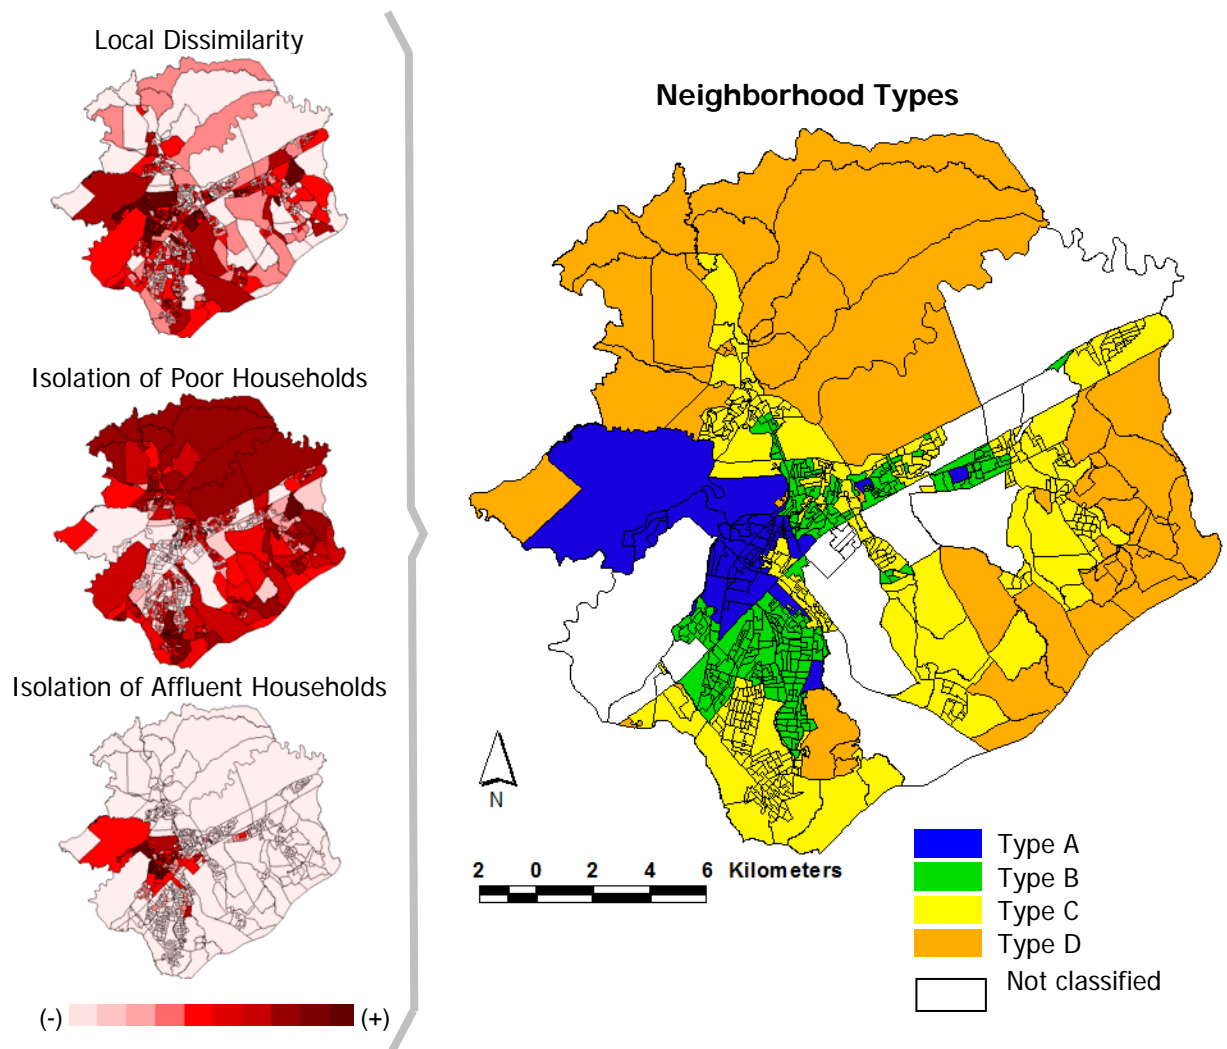 Local Dissimilarity
Isolation of Poor Households
Isolation of Affluent Households
(-) (+)
Neighborhood Types
N
2 0 2 4 6 Kilometers
Type A
Type B
Type C
Type D
Not classified